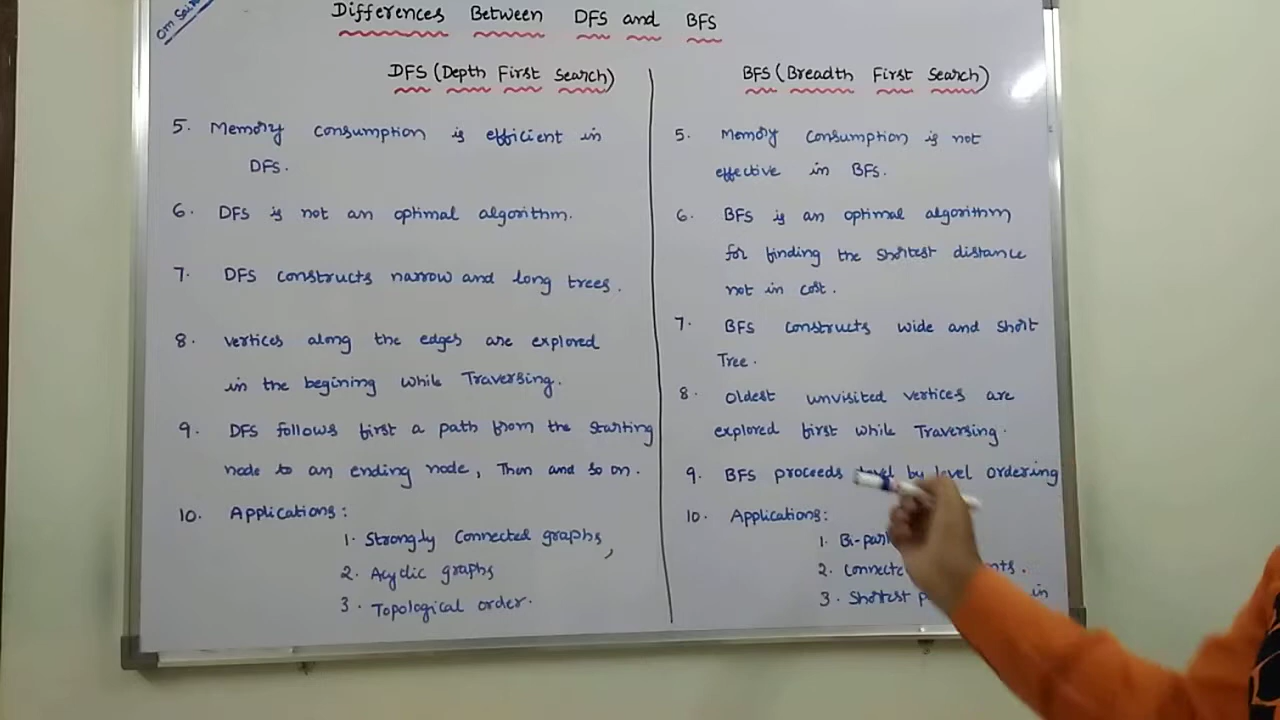 Om Sai
Differences Between DFS and BFS
DFS (Depth First Search)
5. Memory consumption is efficient in
DFS.
6. DFS is not an optimal algorithm.
7. DFS constructs narrow and long trees.
8. vertices along the edges are explored
in the begining while Traversing.
9. DFS follows first a path from the starting
node to an ending node, Then and so on.
10. Applications:
1. Strongly Connected graphs,
2. Acyclic graphs
3. Topological order.
BFS (Breadth First Search)
5. Memory consumption is not
effective in BFS.
6. BFS is an optimal algorithm
for finding the shortest distance
not in cost.
7. BFS constructs wide and short
Tree.
8. Oldest unvisited vertices are
explored first while Traversing.
9. BFS proceeds level by level ordering
10. Applications:
1. Bi-
2.
3. Shortest in